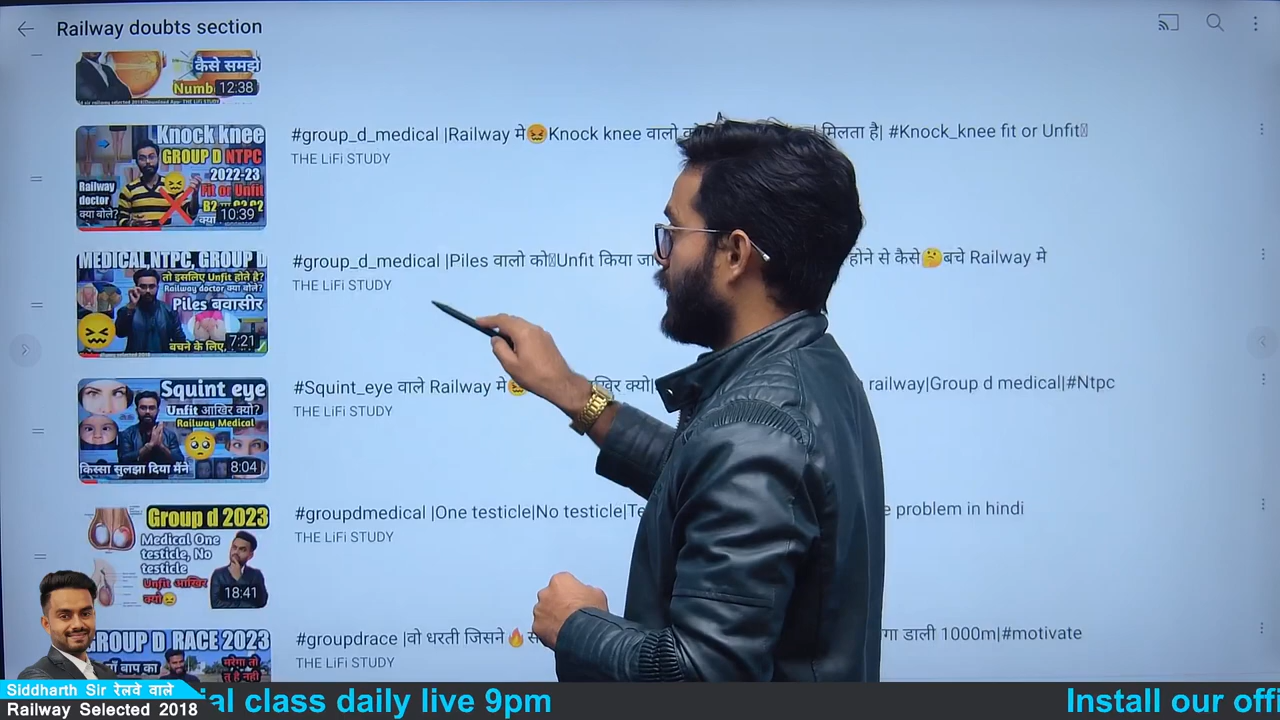 Railway doubts section
कैसे समझे
Numb
12:38
Knock knee
GROUP D NTPC
2022-23
Fit or Unfit
Railway
doctor
क्या बोले?
10:39
#group_d_medical |Railway मे😖Knock knee वालो
मिलता है| #Knock_knee fit or Unfit
THE LiFi STUDY
MEDICAL,NTPC, GROUP D
तो इसलिए Unfit होते है?
Railway doctor क्या बोले?
Piles बवासीर
7:21
बचने के लिए,
#group_d_medical |Piles वालो को Unfit किया जा
होने से कैसे🤔बचे Railway मे
THE LiFi STUDY
Squint eye
Unfit आखिर क्यो?
Railway Medical
किस्सा सुलझा दिया मैंने
8:04
#Squint_eye वाले Railway मे
खिर क्यो|
railway|Group d medical|#Ntpc
THE LiFi STUDY
Group d 2023
Medical One
testicle, No
testicle
Unfit आखिर
क्यो
18:41
#groupdmedical |One testicle|No testicle|Te
problem in hindi
THE LiFi STUDY
GROUP D RACE 2023
माँ बाप का
मरेगा तो
तू है नही
#groupdrace |वो धरती जिसने🔥
गा डाली 1000m|#motivate
THE LiFi STUDY
Siddharth Sir रेलवे वाले
Railway Selected 2018
ial class daily live 9pm
Install our offi